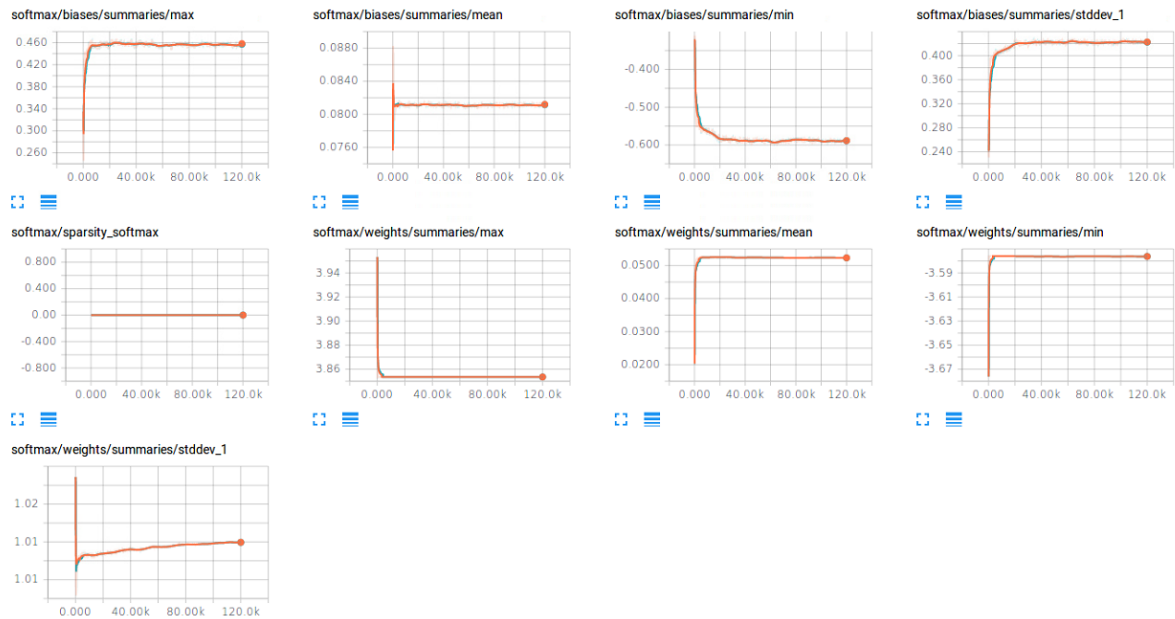 softmax/biases/summaries/max
0.460
0.420
0.380
0.340
0.300
0.260
0.000 40.00k 80.00k 120.0k
softmax/biases/summaries/mean
0.0880
0.0840
0.0800
0.0760
0.000 40.00k 80.00k 120.0k
softmax/biases/summaries/min
-0.400
-0.500
-0.600
0.000 40.00k 80.00k 120.0k
softmax/biases/summaries/stddev_1
0.400
0.360
0.320
0.280
0.240
0.000 40.00k 80.00k 120.0k
softmax/sparsity_softmax
0.800
0.400
0.00
-0.400
-0.800
0.000 40.00k 80.00k 120.0k
softmax/weights/summaries/max
3.94
3.92
3.90
3.88
3.86
0.000 40.00k 80.00k 120.0k
softmax/weights/summaries/mean
0.0500
0.0400
0.0300
0.0200
0.000 40.00k 80.00k 120.0k
softmax/weights/summaries/min
-3.59
-3.61
-3.63
-3.65
-3.67
0.000 40.00k 80.00k 120.0k
softmax/weights/summaries/stddev_1
1.02
1.01
1.01
0.000 40.00k 80.00k 120.0k